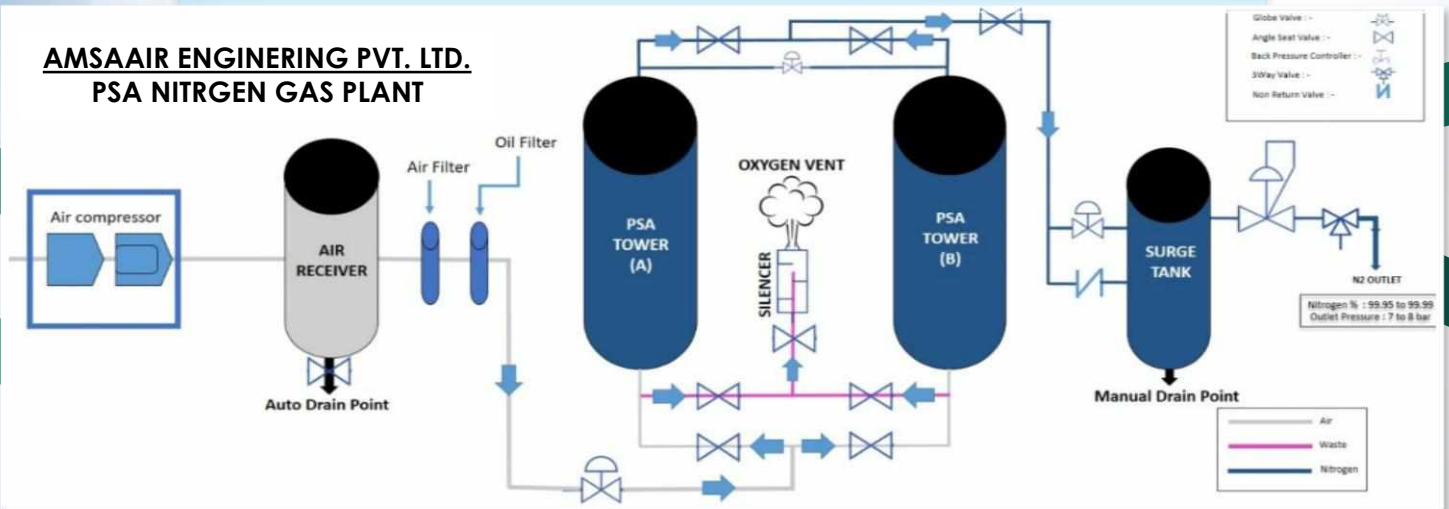 AMSAAIR ENGINERING PVT. LTD.
PSA NITRGEN GAS PLANT
Globe Valve : -
Angle Seat Valve : -
Back Pressure Controller : -
3Way Valve : -
Non Return Valve : -
Air compressor
AIR
RECEIVER
Auto Drain Point
Air Filter
Oil Filter
PSA
TOWER
(A)
OXYGEN VENT
SILENCER
PSA
TOWER
(B)
SURGE
TANK
Manual Drain Point
N2 OUTLET
Nitrogen % : 99.95 to 99.99
Outlet Pressure : 7 to 8 bar
Air
Waste
Nitrogen